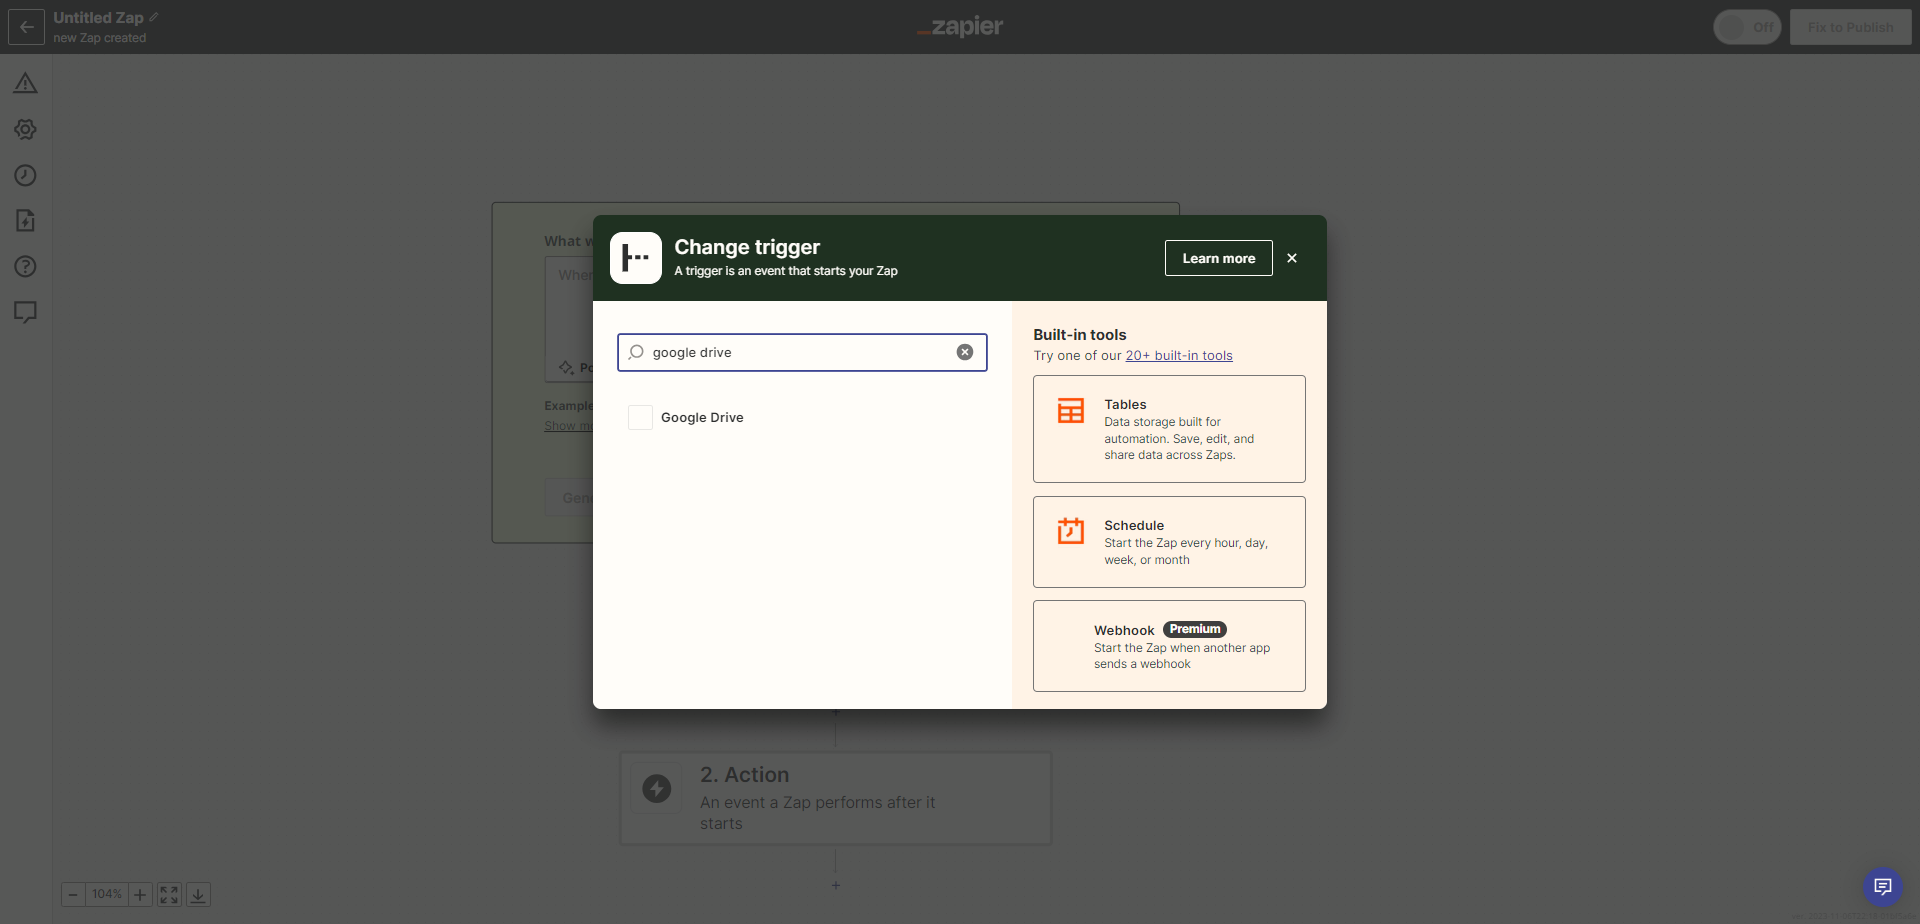 Untitled Zap
new Zap created
zapier
Off
Fix to Publish
What w
Wher
Po
Example
Show mo
Gene
Change trigger
A trigger is an event that starts your Zap
Learn more
google drive
Google Drive
Built-in tools
Try one of our 20+ built-in tools
Tables
Data storage built for
automation. Save, edit, and
share data across Zaps.
Schedule
Start the Zap every hour, day,
week, or month
Webhook Premium
Start the Zap when another app
sends a webhook
2. Action
An event a Zap performs after it
starts
104%